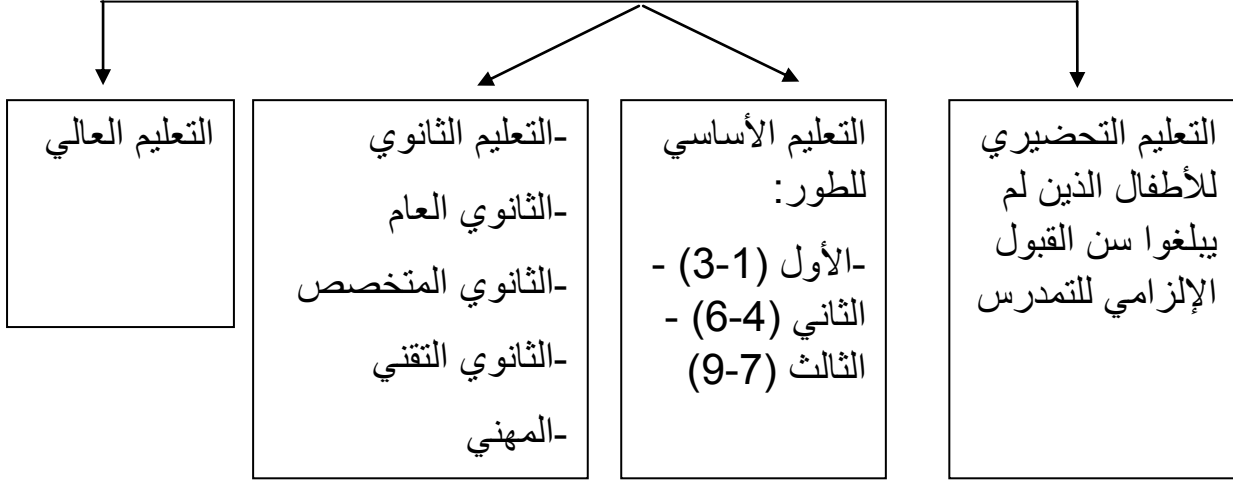 التعليم التحضيري
للأطفال الذين لم
يبلغوا سن القبول
الإلزامي للتمدرس
التعليم الأساسي
للطور:
-الأول (1-3) -
الثاني (4-6) -
الثالث (7-9)
-التعليم الثانوي
-الثانوي العام
-الثانوي المتخصص
-الثانوي التقني
-المهني
التعليم العالي